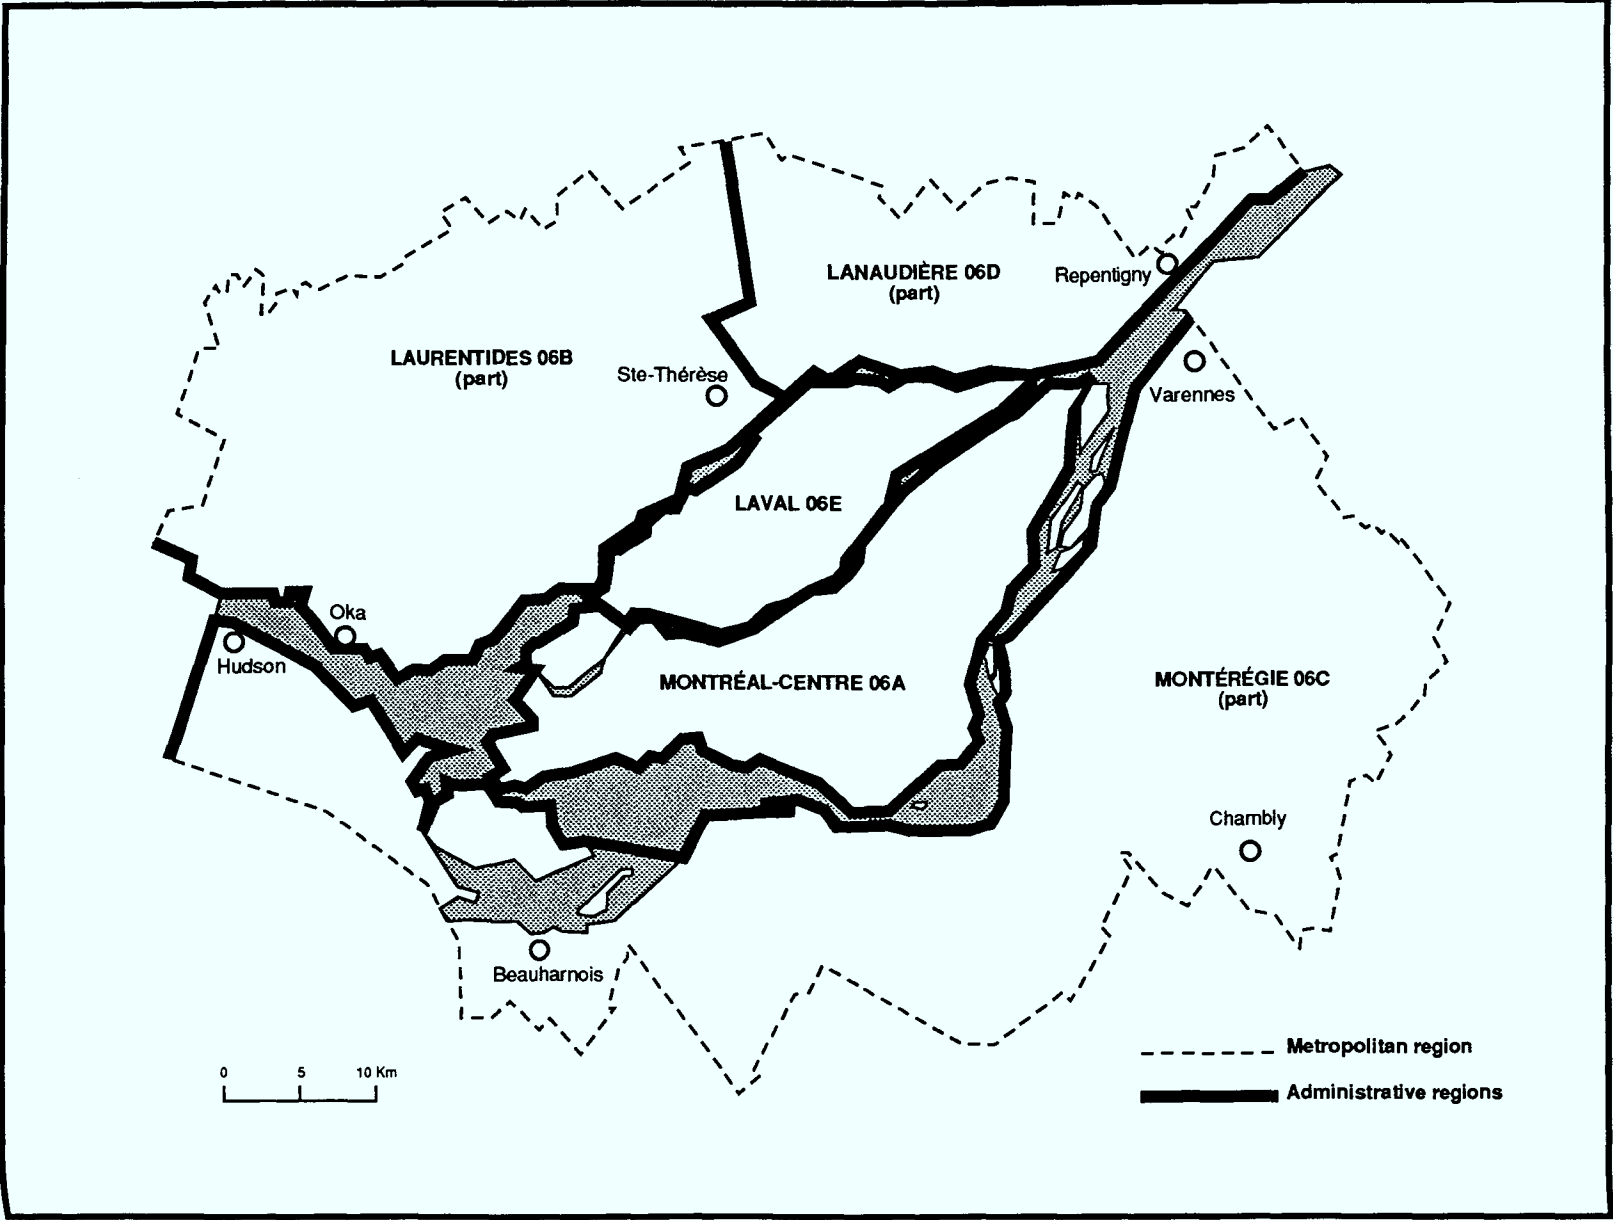 LANAUDIÈRE 06D
(part)
Repentigny
LAURENTIDES 06B
(part)
Ste-Thérèse
Varennes
LAVAL 06E
Oka
Hudson
MONTRÉAL-CENTRE 06A
MONTÉRÉGIE 06C
(part)
Chambly
Beauharnois
0 5 10 Km
Metropolitan region
Administrative regions